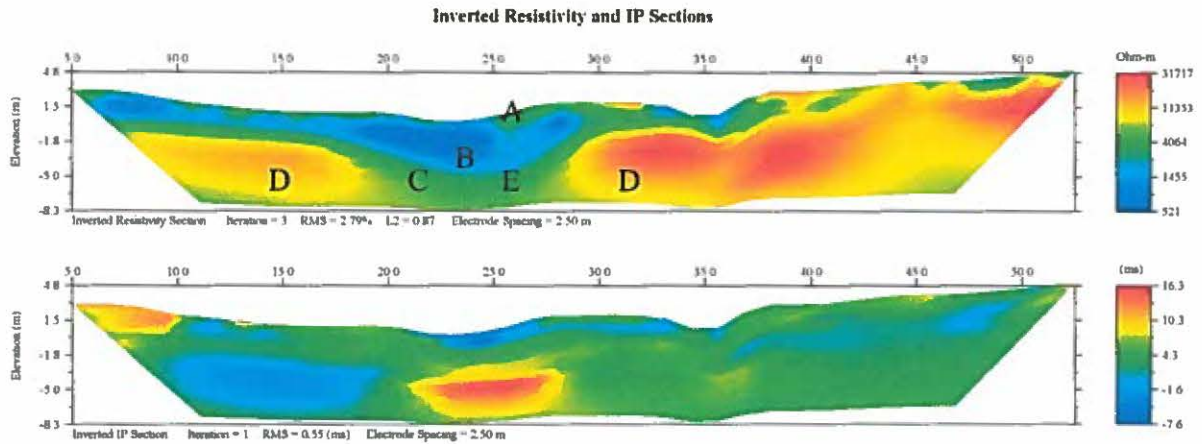 Inverted Resistivity and IP Sections
5.0 10.0 15.0 20.0 25.0 30.0 35.0 40.0 45.0 50.0
Ohm-m
4.8 1.5 -1.8 -5.0 -8.3
Elevation (m)
A
B
D C E D
31717
11353
4064
1455
521
Inverted Resistivity Section Iteration = 3 RMS = 2.79% L2 = 0.87 Electrode Spacing = 2.50 m
5.0 10.0 15.0 20.0 25.0 30.0 35.0 40.0 45.0 50.0
(ms)
4.8 1.5 -1.8 -5.0 -8.3
Elevation (m)
16.3
10.3
4.3
-1.6
-7.6
Inverted IP Section Iteration = 1 RMS = 0.55 (ms) Electrode Spacing = 2.50 m